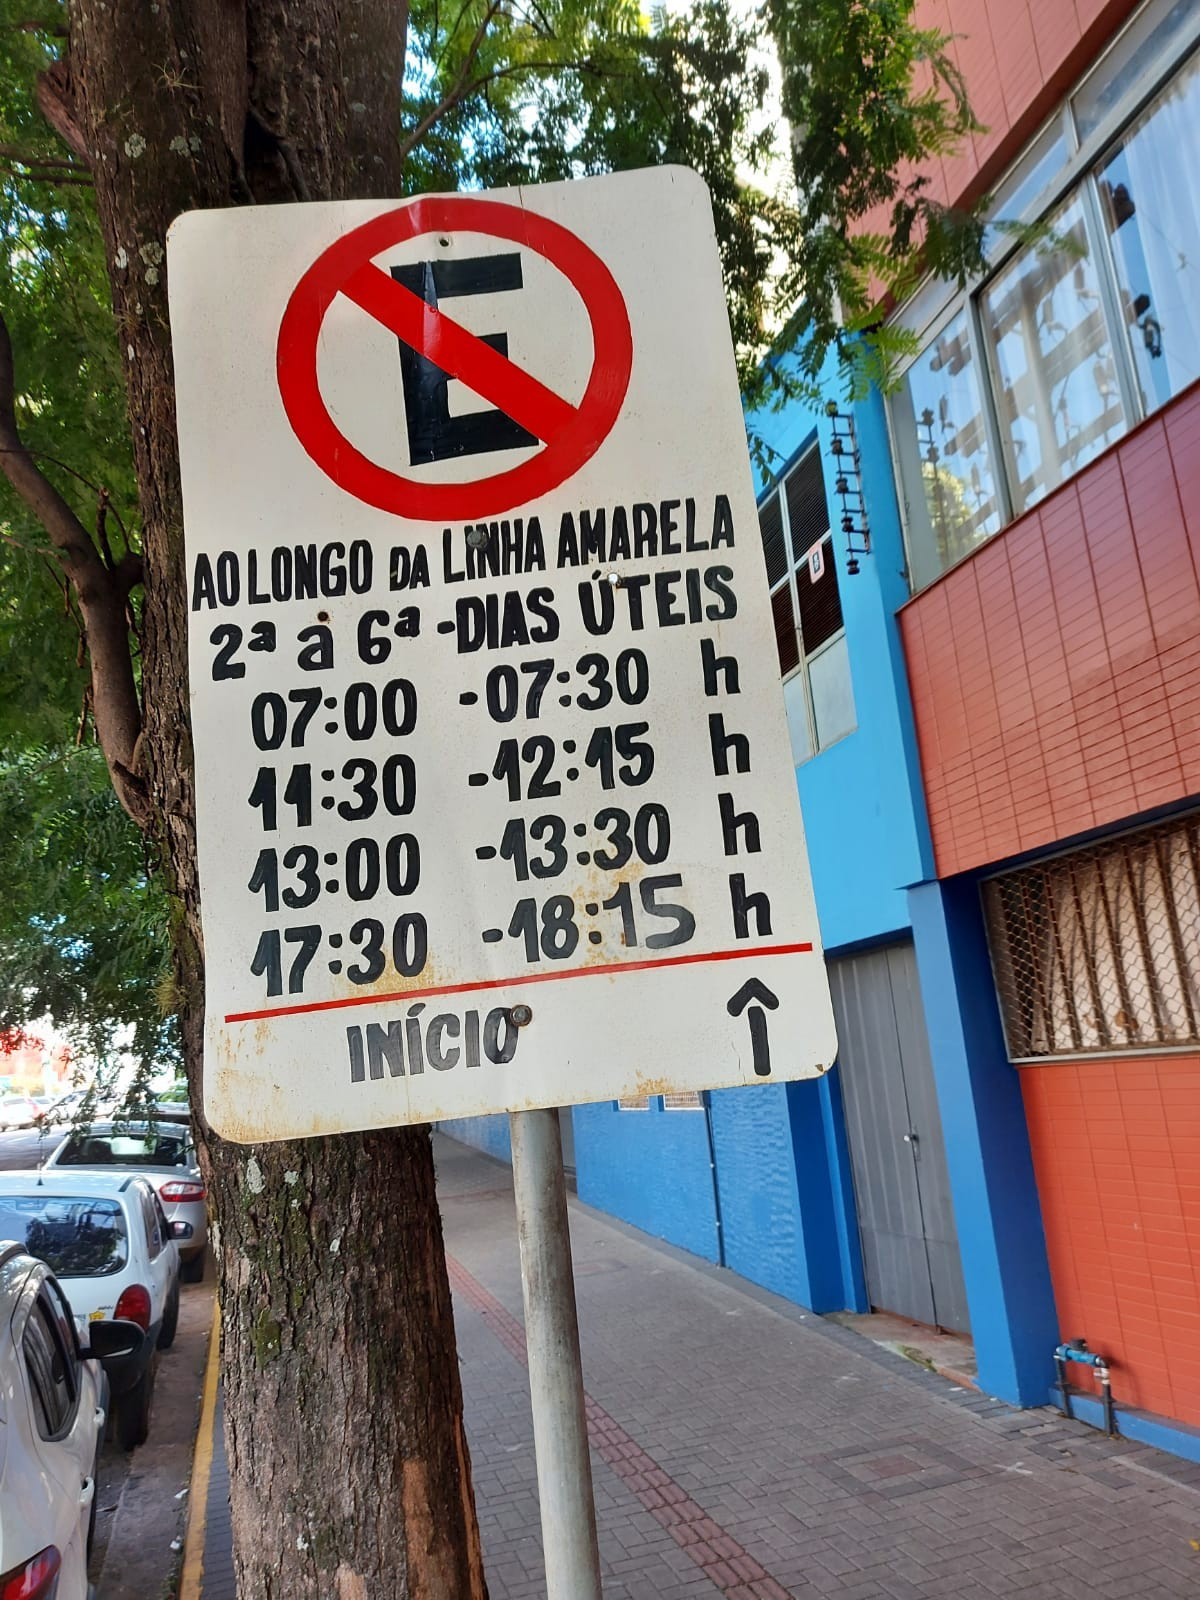 E
AO LONGO DA LINHA AMARELA
2ª a 6ª -DIAS ÚTEIS
07:00 -07:30 h
11:30 -12:15 h
13:00 -13:30 h
17:30 -18:15 h
INÍCIO ↑